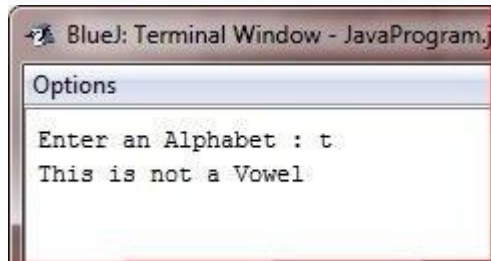 BlueJ: Terminal Window - JavaProgram.j
Options
Enter an Alphabet : t
This is not a Vowel